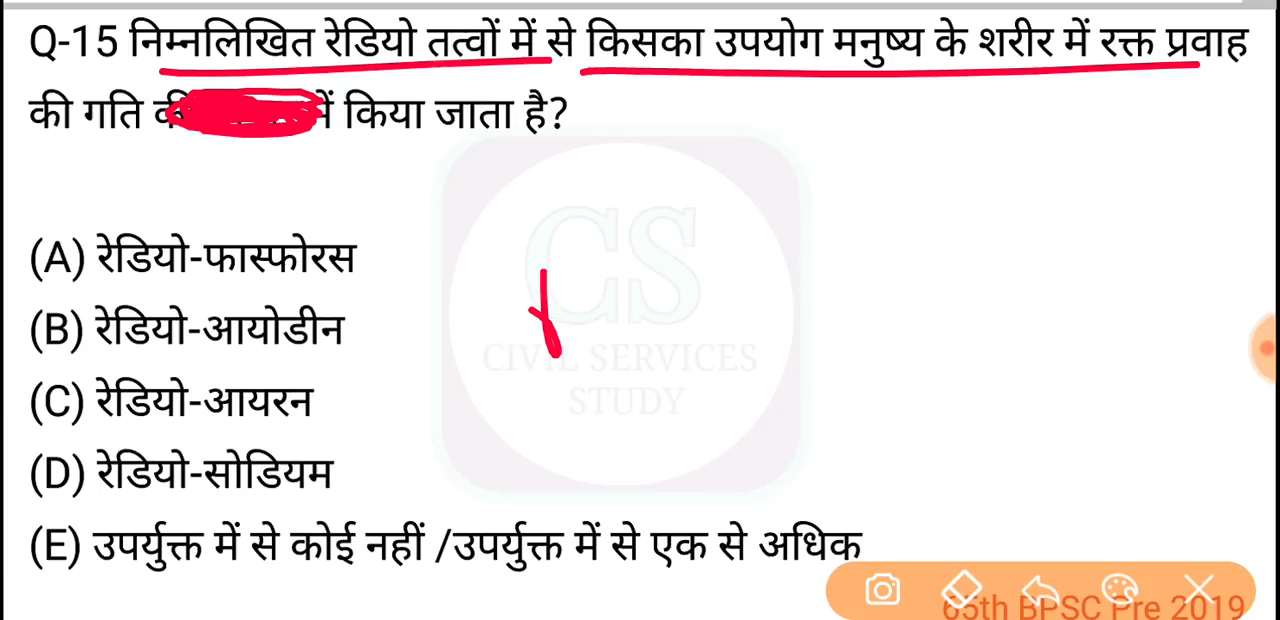 Q-15 निम्नलिखित रेडियो तत्वों में से किसका उपयोग मनुष्य के शरीर में रक्त प्रवाह
की गति की में किया जाता है?
CS
CIVIL SERVICES
STUDY
(A) रेडियो-फास्फोरस
(B) रेडियो-आयोडीन
(C) रेडियो-आयरन
(D) रेडियो-सोडियम
(E) उपर्युक्त में से कोई नहीं /उपर्युक्त में से एक से अधिक
65th BPSC Pre 2019